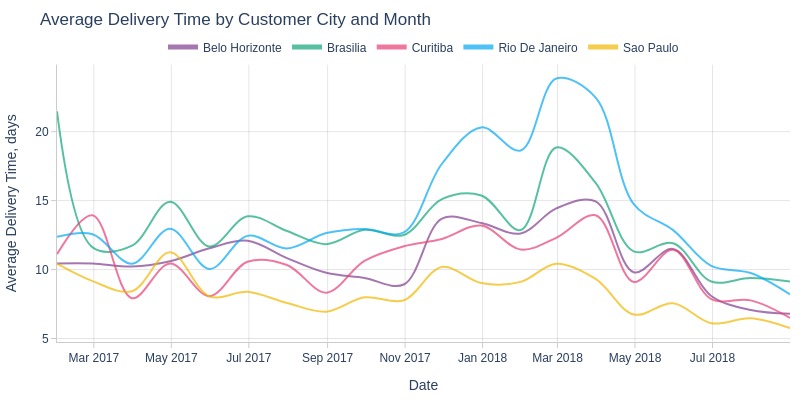 Average Delivery Time by Customer City and Month
Belo Horizonte Brasilia Curitiba Rio De Janeiro Sao Paulo
Average Delivery Time, days
20
15
10
5
Mar 2017 May 2017 Jul 2017 Sep 2017 Nov 2017 Jan 2018 Mar 2018 May 2018 Jul 2018
Date